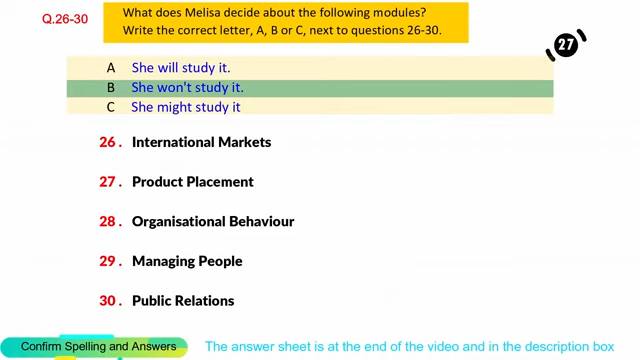 Q.26-30
What does Melisa decide about the following modules?
Write the correct letter, A, B or C, next to questions 26-30.
27
A She will study it.
B She won't study it.
C She might study it
26 . International Markets
27 . Product Placement
28 . Organisational Behaviour
29 . Managing People
30 . Public Relations
Confirm Spelling and Answers
The answer sheet is at the end of the video and in the description box